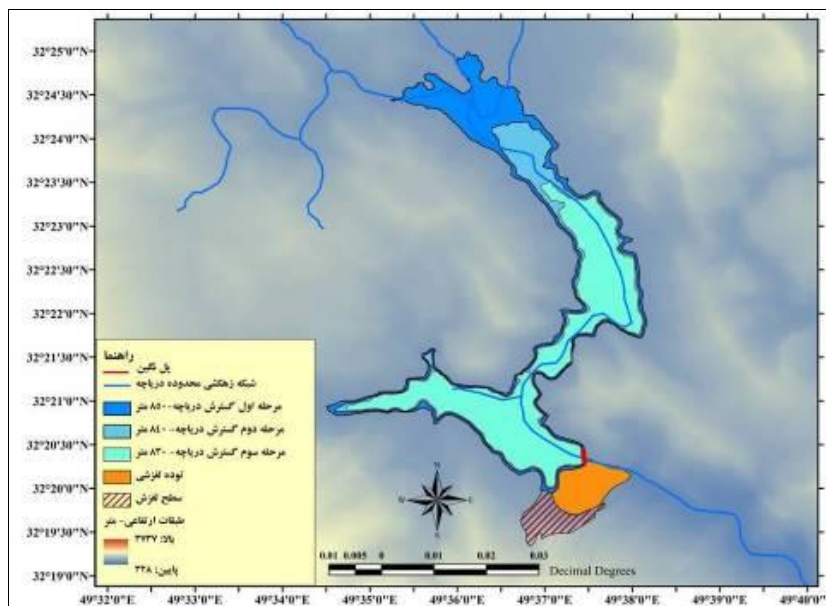 32°25'0"N
32°24'30"N
32°24'0"N
32°23'30"N
32°23'0"N
32°22'30"N
32°22'0"N
32°21'30"N
32°21'0"N
32°20'30"N
32°20'0"N
32°19'30"N
32°19'0"N
راهنما
پل نگین
شبکه زهکشی محدوده دریاچه
مرحله اول گسترش دریاچه- ۸۵۰ متر
مرحله دوم گسترش دریاچه- ۸۴۰ متر
مرحله سوم گسترش دریاچه- ۸۳۰ متر
توده لغزشی
سطح لغزش
طبقات ارتفاعی- متر
بالا: ۳۷۳۷
پایین: ۳۲۸
N
W
E
S
0.01 0.005 0 0.01 0.02 0.03
Decimal Degrees
49°32'0"E 49°33'0"E 49°34'0"E 49°35'0"E 49°36'0"E 49°37'0"E 49°38'0"E 49°39'0"E 49°40'0"E